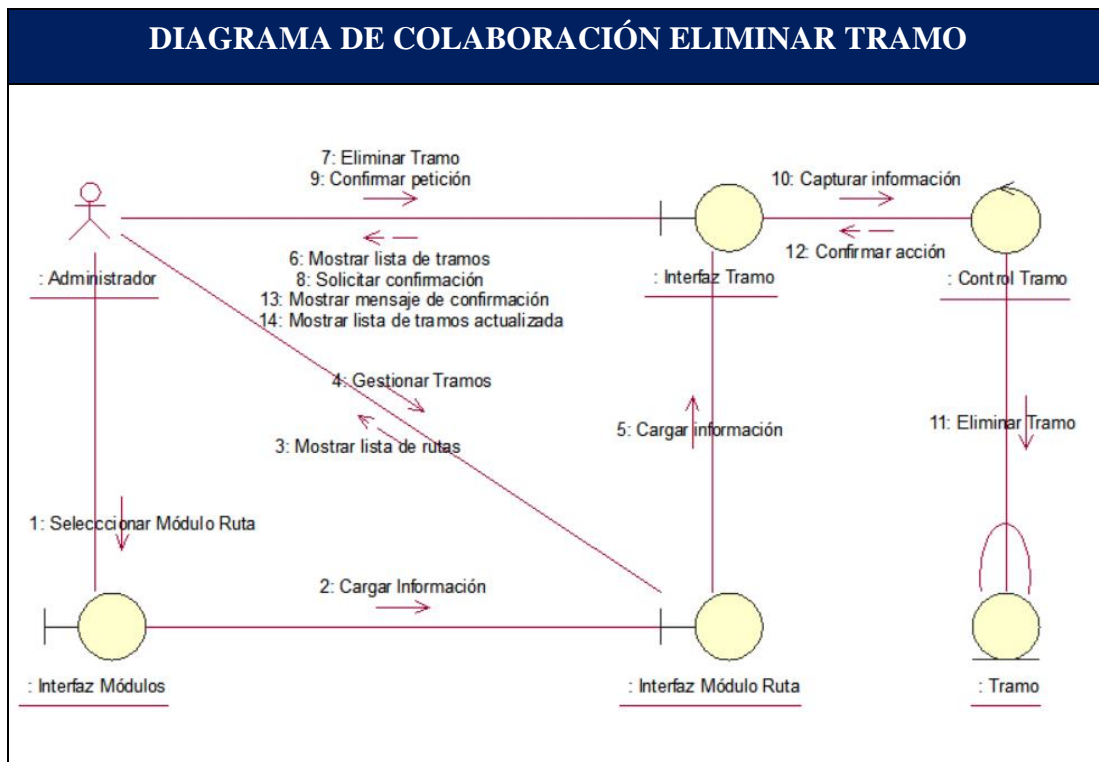 DIAGRAMA DE COLABORACIÓN ELIMINAR TRAMO
7: Eliminar Tramo
9: Confirmar petición
10: Capturar información
6: Mostrar lista de tramos
8: Solicitar confirmación
13: Mostrar mensaje de confirmación
14: Mostrar lista de tramos actualizada
12: Confirmar acción
: Administrador
: Interfaz Tramo
: Control Tramo
4: Gestionar Tramos
3: Mostrar lista de rutas
5: Cargar información
11: Eliminar Tramo
1: Selecccionar Módulo Ruta
2: Cargar Información
: Interfaz Módulos
: Interfaz Módulo Ruta
: Tramo